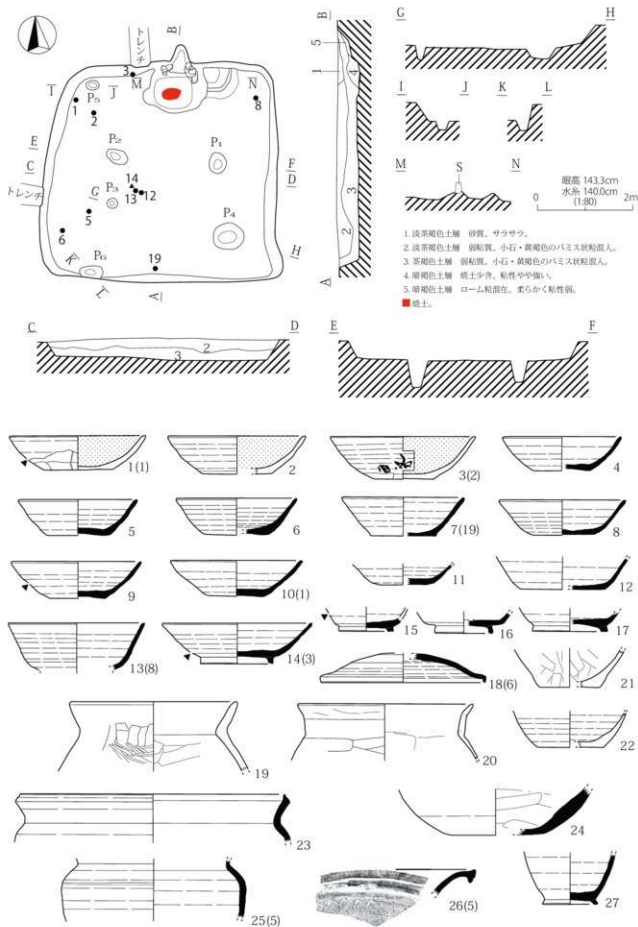 B
トレンチ
3
M
N
I
J
P5
1
2
8
E
C
P2
P1
F
D
14
13
12
G
P3
トレンチ
5
P4
6
H
K
P6
19
L
A
B
5
1
4
3
2
A
G
H
I
J
K
L
M
S
N
眼高 143.3cm
水糸 140.0cm
(1:80)
0
2m
1. 淡茶褐色土層 砂質、サラサラ。
2. 淡茶褐色土層 弱粘質、小石・黄褐色のパミス状粒混入。
3. 茶褐色土層 弱粘質、小石・黄褐色のパミス状粒混入。
4. 暗褐色土層 焼土少含、粘性やや強い。
5. 暗褐色土層 ローム粒混在、柔らかく粘性弱。
焼土。
C
D
2
3
E
F
1(1)
2
3(2)
4
5
6
7(19)
8
9
10(1)
11
12
13(8)
14(3)
15
16
17
18(6)
21
19
20
22
23
24
25(5)
26(5)
27